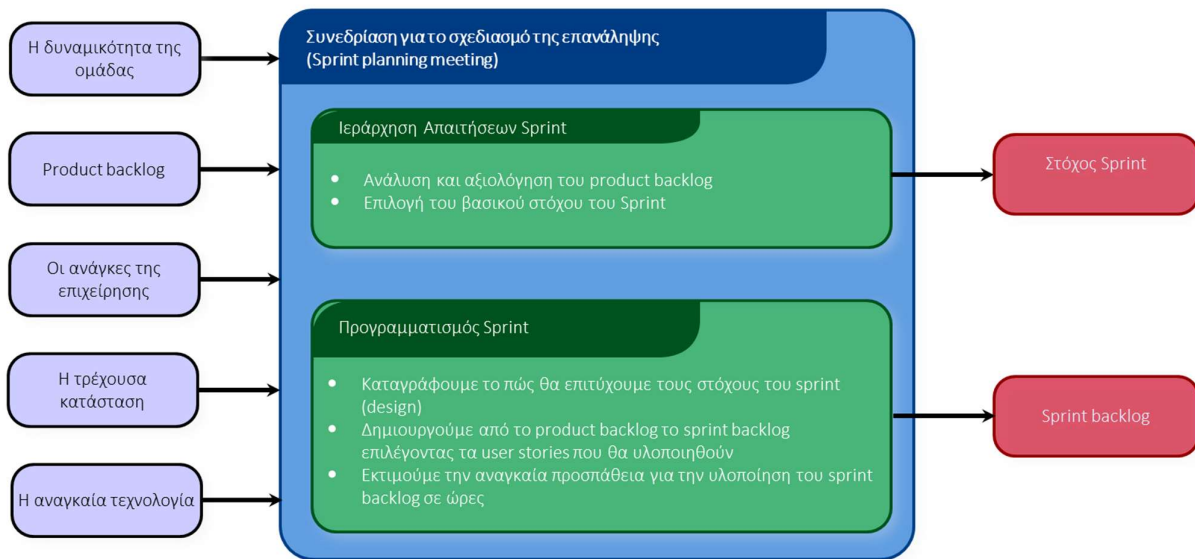 Η δυναμικότητα της
ομάδας
Product backlog
Οι ανάγκες της
επιχείρησης
Η τρέχουσα
κατάσταση
Η αναγκαία τεχνολογία
Συνεδρίαση για το σχεδιασμό της επανάληψης
(Sprint planning meeting)
Ιεράρχηση Απαιτήσεων Sprint
• Ανάλυση και αξιολόγηση του product backlog
• Επιλογή του βασικού στόχου του Sprint
Προγραμματισμός Sprint
• Καταγράφουμε το πώς θα επιτύχουμε τους στόχους του sprint
(design)
• Δημιουργούμε από το product backlog το sprint backlog
επιλέγοντας τα user stories που θα υλοποιηθούν
• Εκτιμούμε την αναγκαία προσπάθεια για την υλοποίηση του sprint
backlog σε ώρες
Στόχος Sprint
Sprint backlog